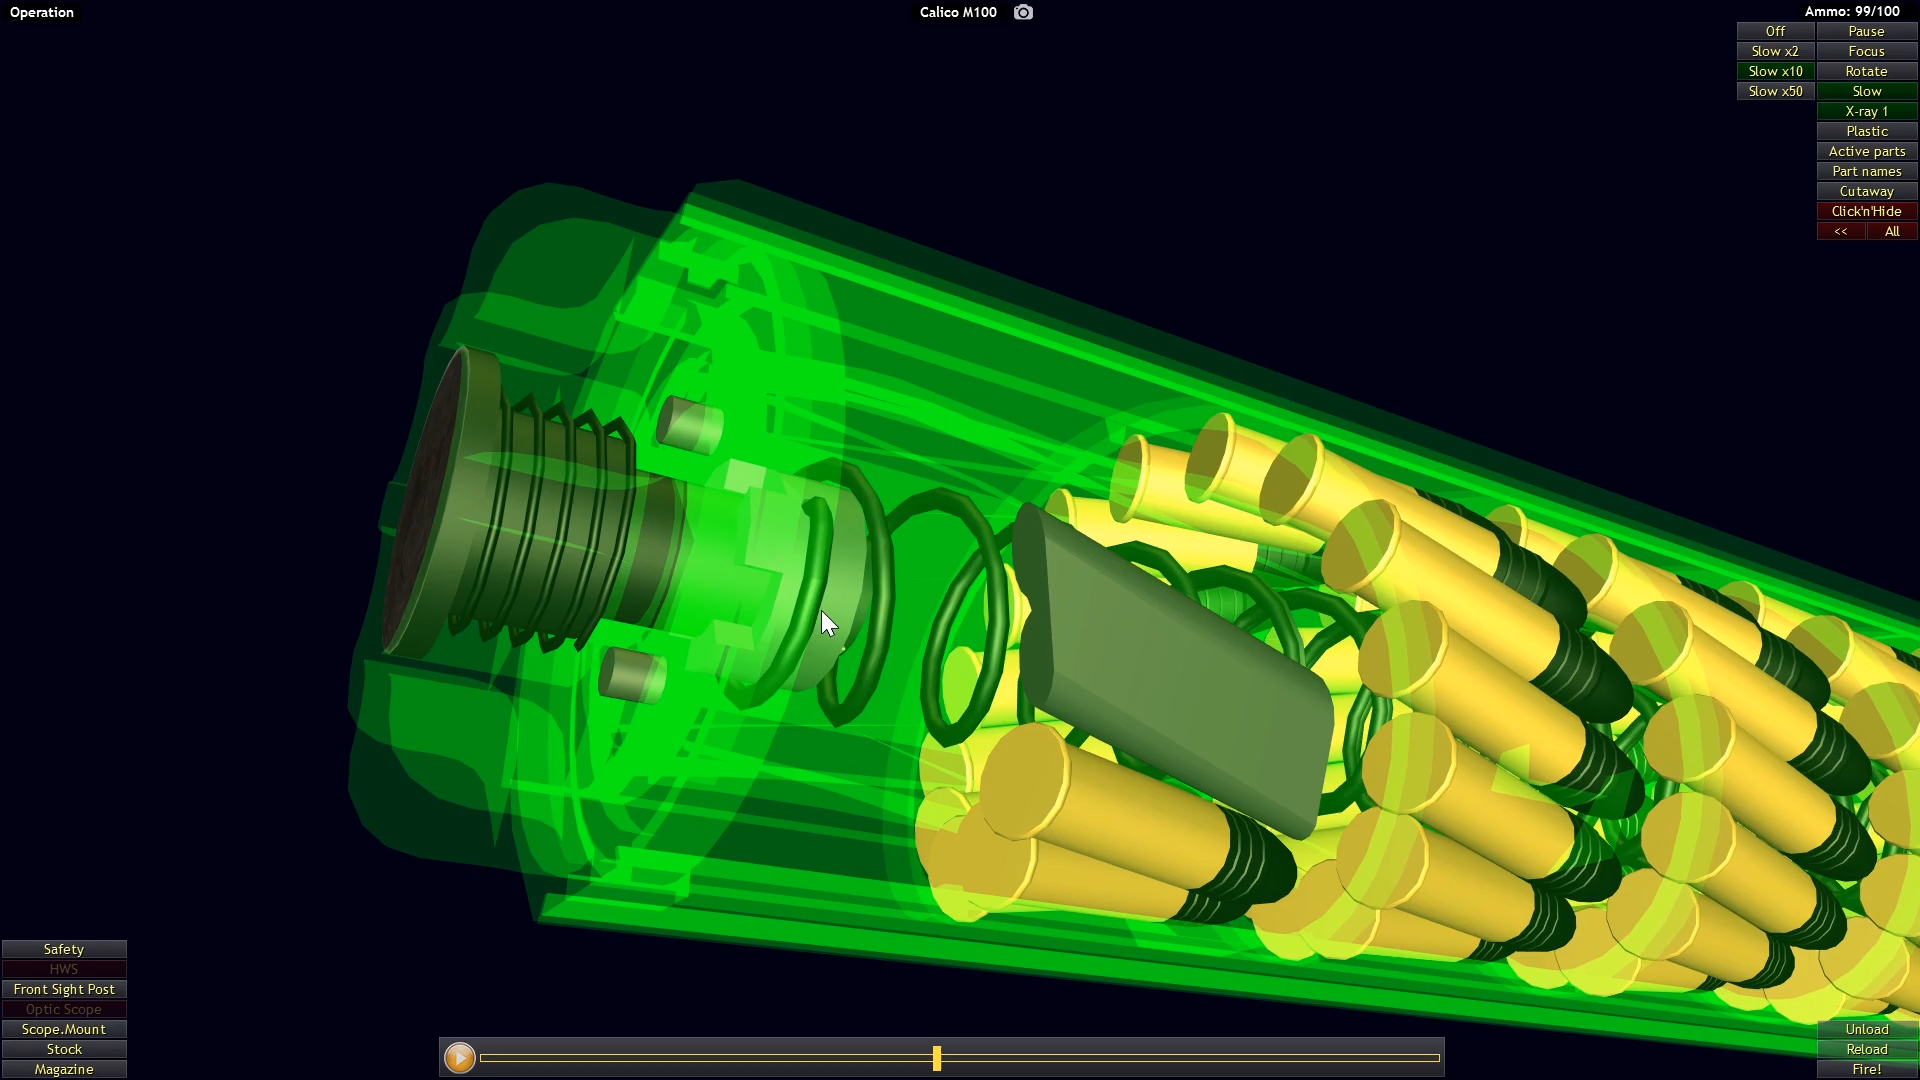 Operation
Calico M100
Ammo: 99/100
Off
Pause
Slow x2
Focus
Slow x10
Rotate
Slow x50
Slow
X-ray 1
Plastic
Active parts
Part names
Cutaway
Click'n'Hide
<<
All
Safety
HWS
Front Sight Post
Optic Scope
Scope.Mount
Stock
Magazine
Unload
Reload
Fire!